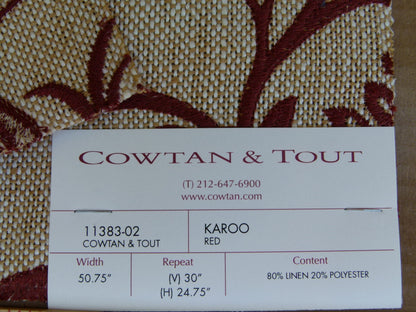 COWTAN & TOUT
(T) 212-647-6900
www.cowtan.com
11383-02
COWTAN & TOUT
KAROO
RED
Width
50.75"
Repeat
(V) 30"
(H) 24.75"
Content
80% LINEN 20% POLYESTER